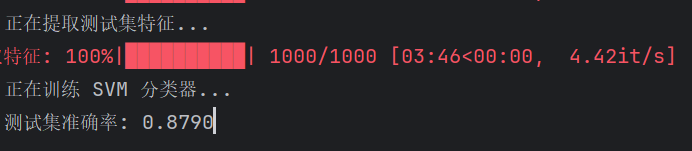 正在提取测试集特征...
特征: 100%|██████████| 1000/1000 [03:46<00:00,  4.42it/s]
正在训练 SVM 分类器...
测试集准确率: 0.8790